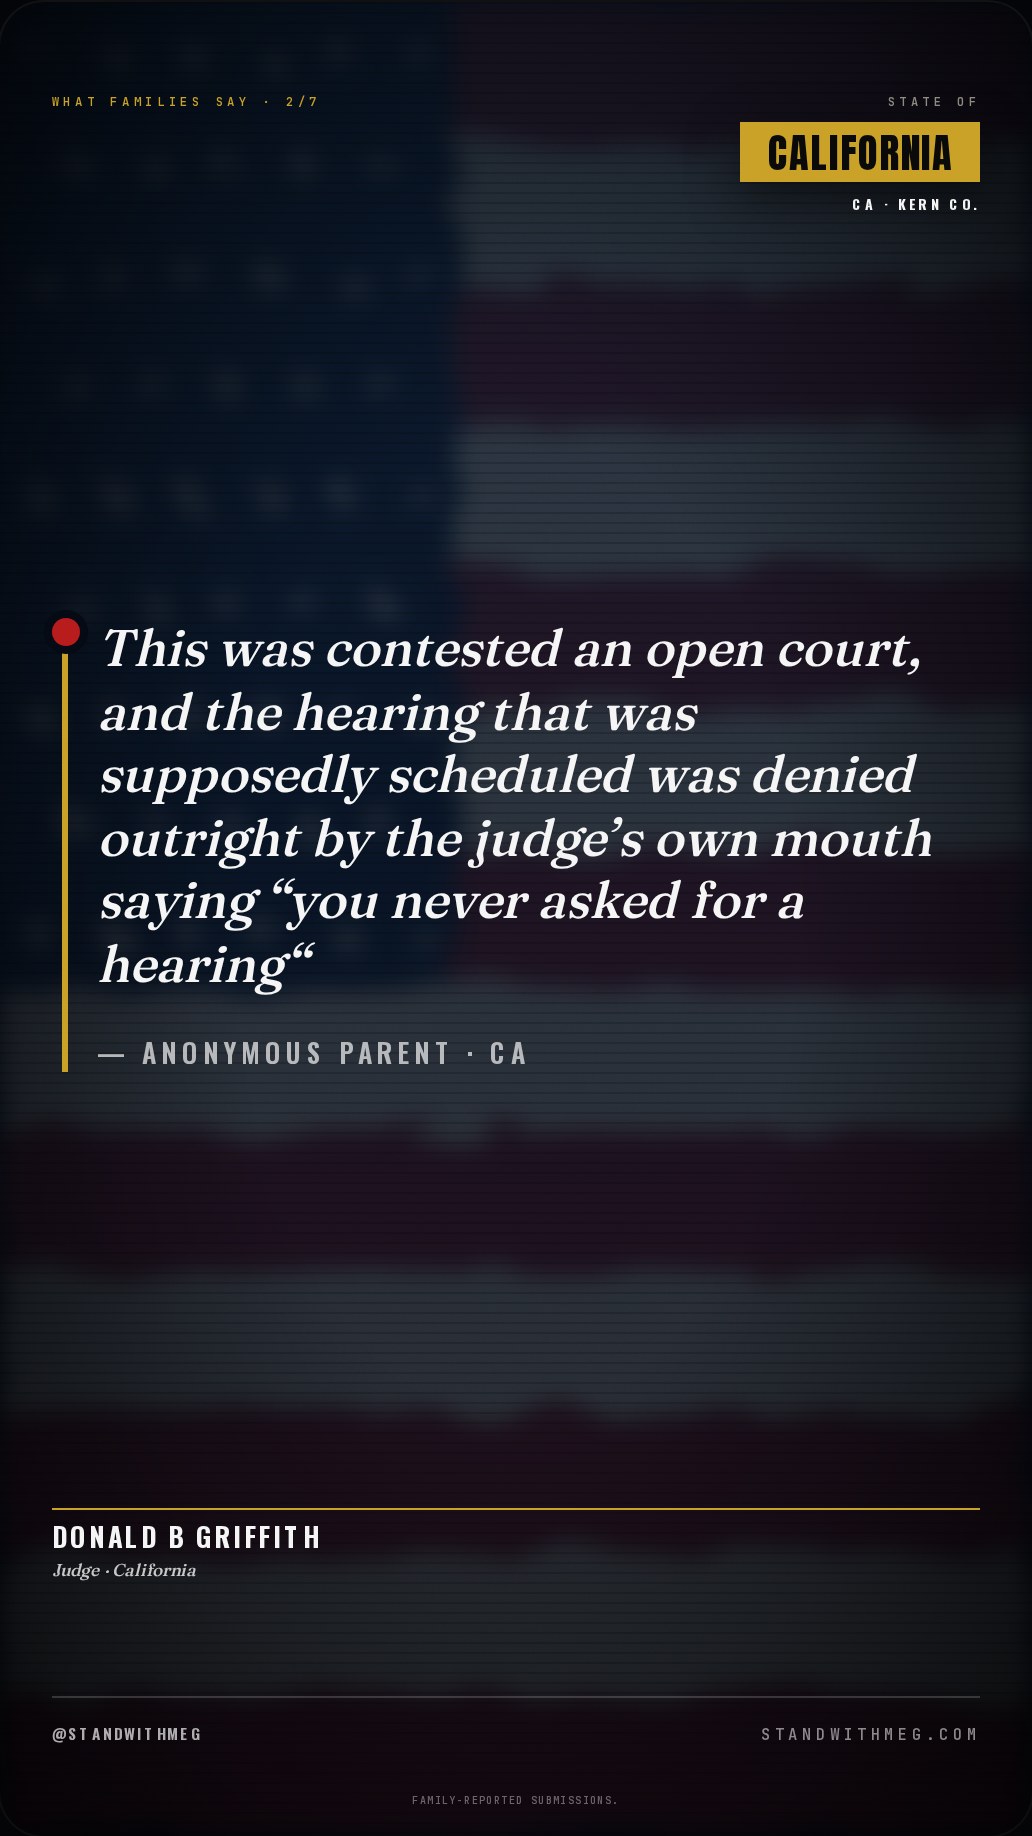 WHAT FAMILIES SAY · 2/7
STATE OF
CALIFORNIA
CA · KERN CO.
This was contested an open court,
and the hearing that was
supposedly scheduled was denied
outright by the judge’s own mouth
saying “you never asked for a
hearing“
— ANONYMOUS PARENT · CA
DONALD B GRIFFITH
Judge · California
@STANDWITHMEG
STANDWITHMEG.COM
FAMILY-REPORTED SUBMISSIONS.